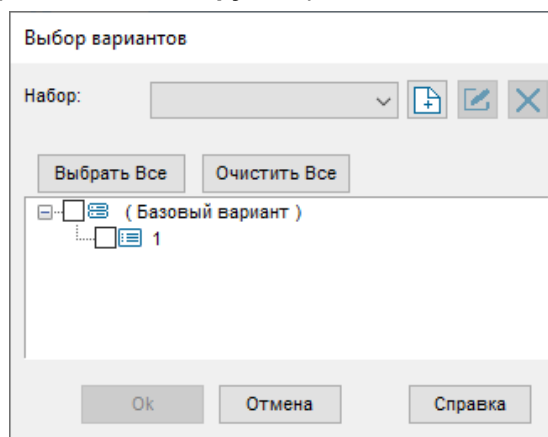 Выбор вариантов
Набор:
Выбрать Все Очистить Все
( Базовый вариант )
1
Ok Отмена Справка